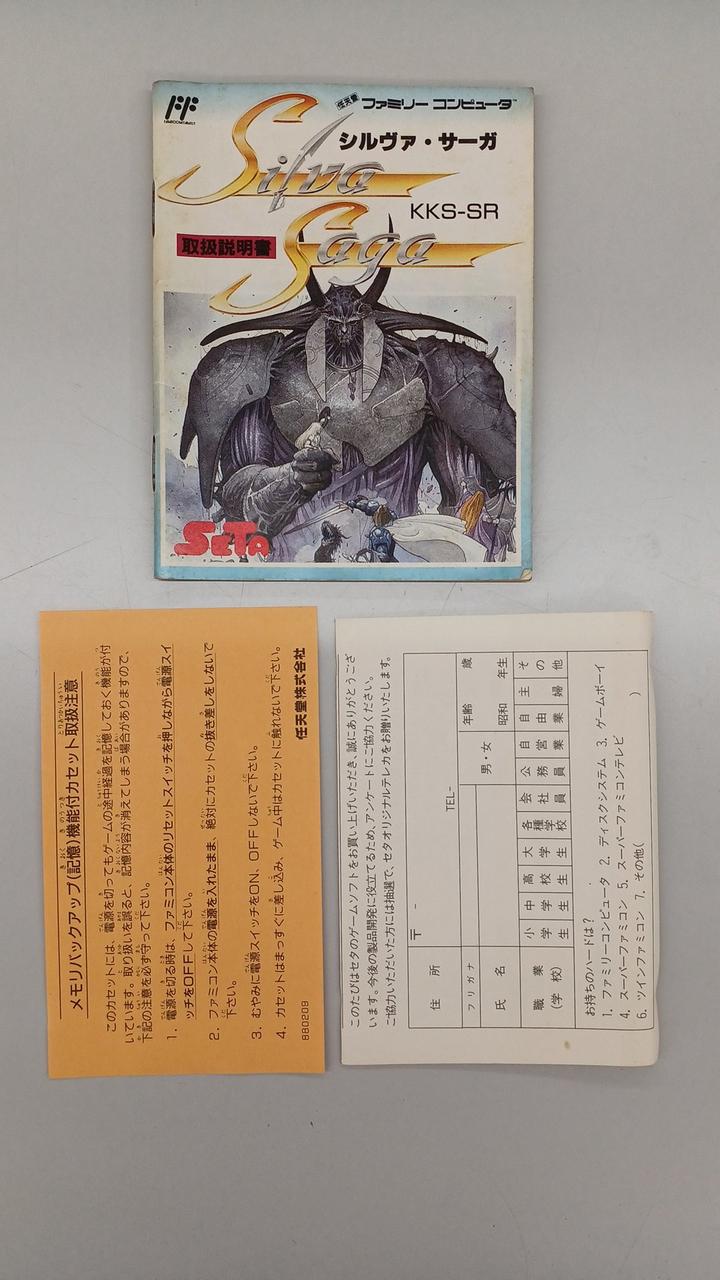 FAMICOM FAMILY
任天堂 ファミリー コンピュータ™
シルヴァ・サーガ
Silva
Saga
KKS-SR
取扱説明書
SETA
メモリバックアップ(記憶)機能付カセット取扱注意
このカセットには、電源を切ってもゲームの途中経過を記憶しておく機能が付
いています。取り扱いを誤ると、記憶内容が消えてしまう場合がありますので、
下記の注意を必ず守って下さい。
1. 電源を切る時は、ファミコン本体のリセットスイッチを押しながら電源スイ
ッチをOFFして下さい。
2. ファミコン本体の電源を入れたまま、絶対にカセットの抜き差しをしないで
下さい。
3. むやみに電源スイッチをON、OFFしないで下さい。
4. カセットはまっすぐに差し込み、ゲーム中はカセットに触れないで下さい。
880209
任天堂株式会社
このたびはセタのゲームソフトをお買い上げいただき、誠にありがとうござ
います。今後の製品開発に役立てるため、アンケートにご協力ください。
ご協力いただいた方には抽選で、セタオリジナルテレカをお贈りいたします。
住所
〒 –
TEL–
フリガナ
氏名
男・女
年齢 歳
昭和 年生
職業(学校)
小学生 中学生 高校生 大学生 各種学校 会社員 公務員 自営業 自由業 主婦 その他
お持ちのハードは?
1. ファミリーコンピュータ 2. ディスクシステム 3. ゲームボーイ
4. スーパーファミコン 5. スーパーファミコンテレビ
6. ツインファミコン 7. その他( )